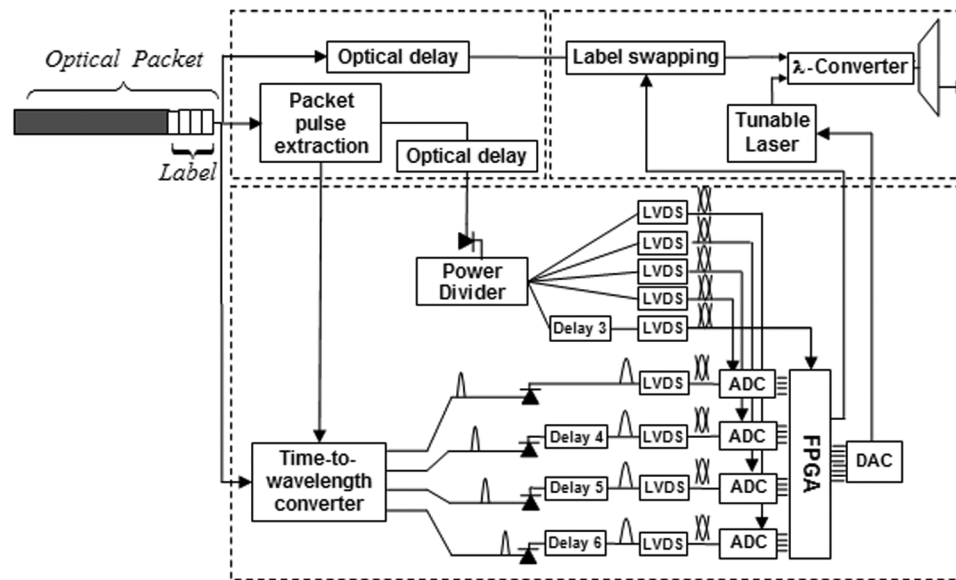 Optical Packet
Label
Optical delay
Label swapping
λ-Converter
Packet
pulse
extraction
Optical delay
Tunable
Laser
Power
Divider
LVDS
LVDS
LVDS
LVDS
Delay 3
LVDS
LVDS
ADC
Delay 4
LVDS
ADC
Delay 5
LVDS
ADC
Delay 6
LVDS
ADC
Time-to-
wavelength
converter
FPGA
DAC